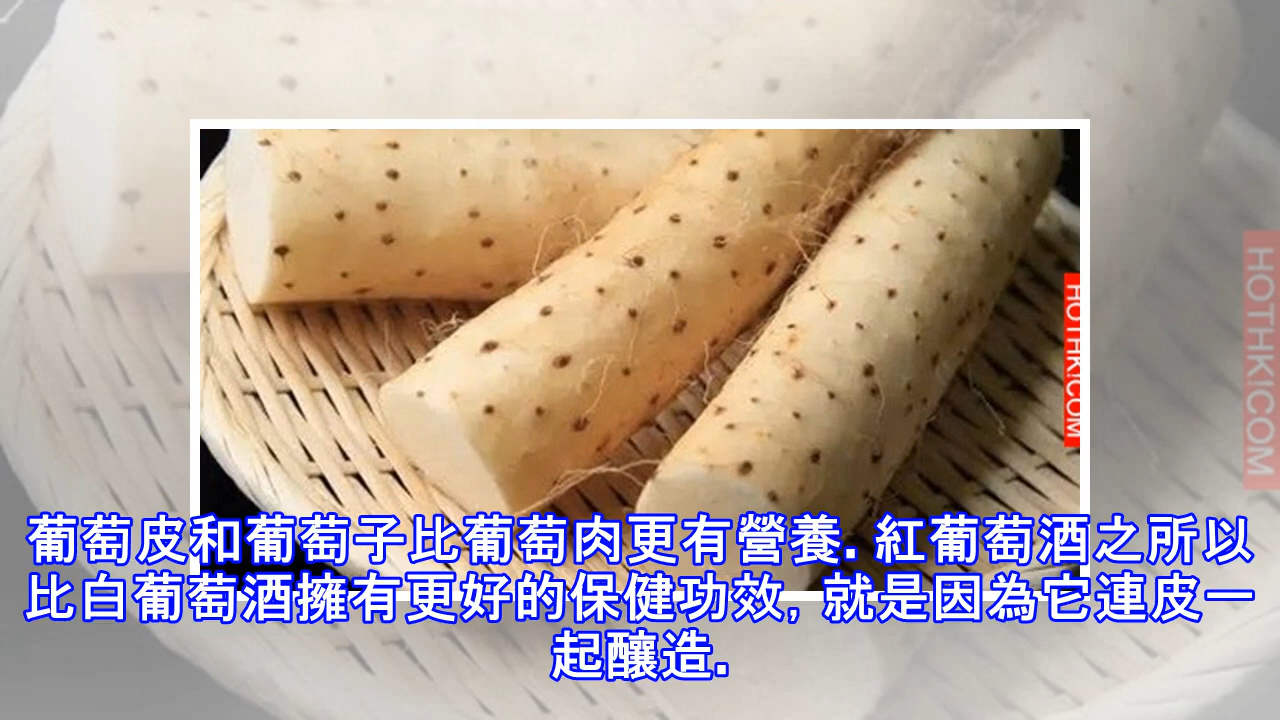 HOTHK!COM
HOTHK!COM
葡萄皮和葡萄子比葡萄肉更有營養. 紅葡萄酒之所以
比白葡萄酒擁有更好的保健功效, 就是因為它連皮一
起釀造.